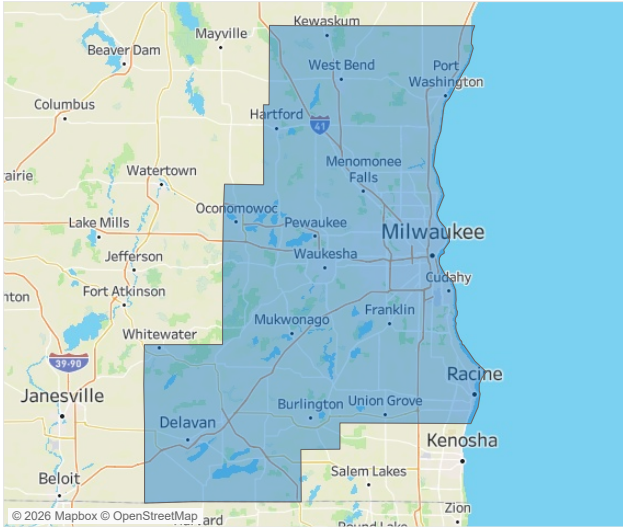 Kewaskum
Mayville
Beaver Dam
West Bend
Port
Washington
Columbus
Hartford
41
Menomonee
Falls
Watertown
rairie
Oconomowoc
Lake Mills
Pewaukee
Milwaukee
Jefferson
Waukesha
Cudahy
nton
Fort Atkinson
Mukwonago
Franklin
Whitewater
39-90
Racine
Janesville
Burlington
Union Grove
Delavan
Kenosha
Salem Lakes
Beloit
Zion
© 2026 Mapbox © OpenStreetMap